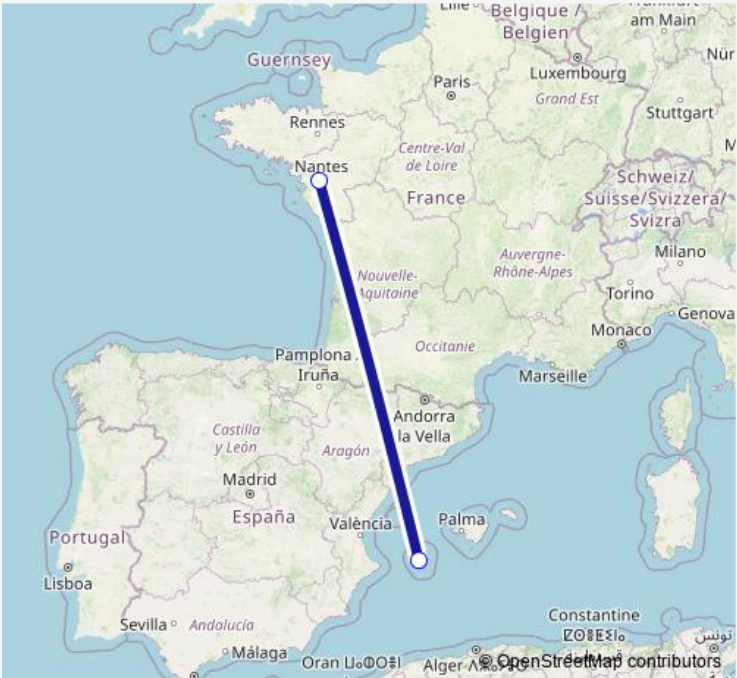 Lille
Belgique /
Belgien
am Main
Guernsey
Luxembourg
Nür
Paris
Grand Est
Stuttgart
Rennes
Centre-Val
de Loire
Nantes
France
Schweiz/
Suisse/Svizzera/
Svizra
Milano
Auvergne-
Rhône-Alpes
Nouvelle-
Aquitaine
Torino
Genova
Monaco
Occitanie
Pamplona
Iruña
Marseille
Andorra
la Vella
Castilla
y León
Aragón
Madrid
España
València
Palma
Portugal
Lisboa
Constantine
Sevilla
Andalucía
Málaga
تونس
Oran
Alger
© OpenStreetMap contributors